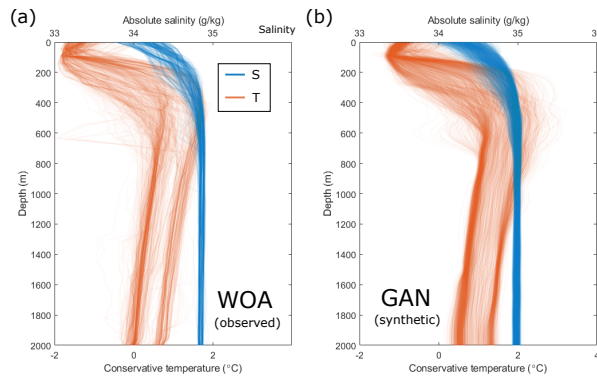 (a)
Absolute salinity (g/kg)
Salinity
33 34 35
0
200
400
600
800
1000
1200
1400
1600
1800
2000
Depth (m)
S
T
WOA
(observed)
-2 0 2
Conservative temperature (°C)
(b)
Absolute salinity (g/kg)
33 34 35 3
0
200
400
600
800
1000
1200
1400
1600
1800
2000
Depth (m)
GAN
(synthetic)
-2 0 2 4
Conservative temperature (°C)